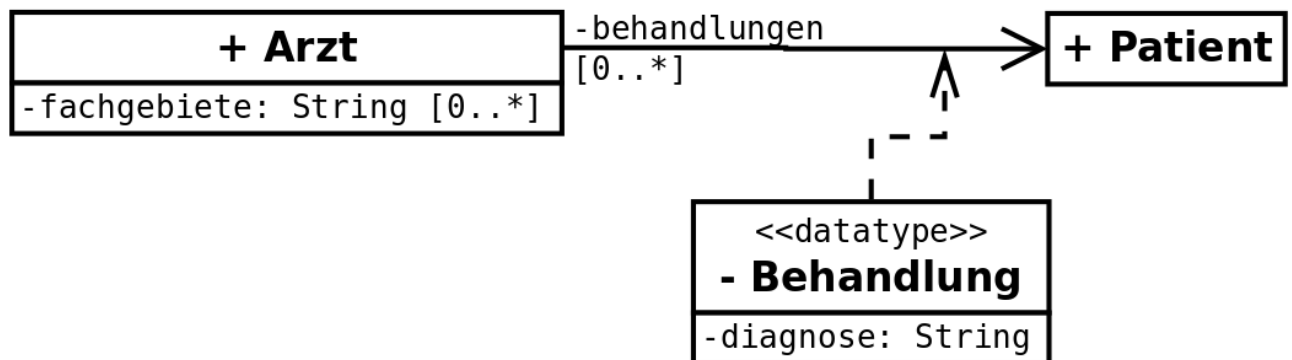 + Arzt
-fachgebiete: String [0..*]
-behandlungen
[0..*]
+ Patient
<<datatype>>
- Behandlung
-diagnose: String